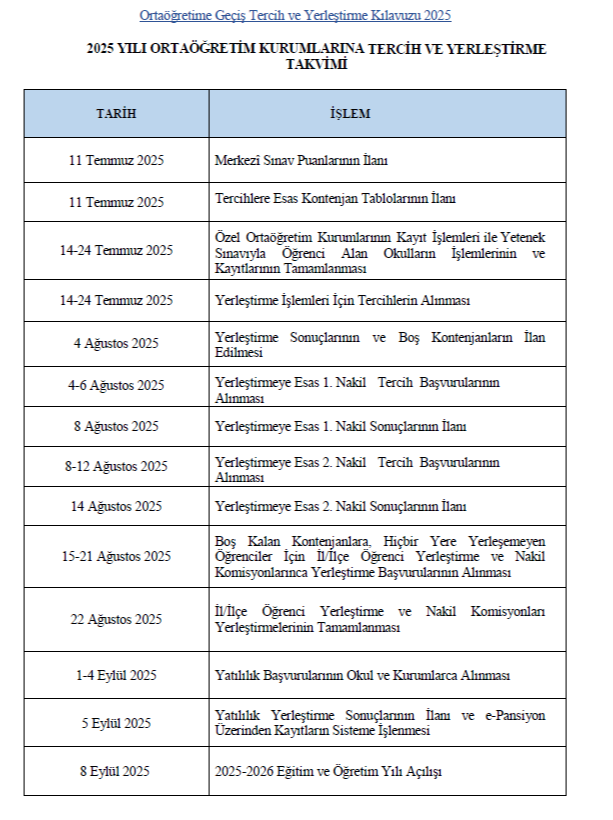 Ortaöğretime Geçiş Tercih ve Yerleştirme Kılavuzu 2025
2025 YILI ORTAÖĞRETİM KURUMLARINA TERCİH VE YERLEŞTİRME
TAKVİMİ
TARİH İŞLEM
11 Temmuz 2025 Merkezî Sınav Puanlarının İlanı
11 Temmuz 2025 Tercihlere Esas Kontenjan Tablolarının İlanı
14-24 Temmuz 2025
Özel Ortaöğretim Kurumlarının Kayıt İşlemleri ile Yetenek
Sınavıyla Öğrenci Alan Okulların İşlemlerinin ve
Kayıtlarının Tamamlanması
14-24 Temmuz 2025 Yerleştirme İşlemleri İçin Tercihlerin Alınması
4 Ağustos 2025
Yerleştirme Sonuçlarının ve Boş Kontenjanların İlan
Edilmesi
4-6 Ağustos 2025
Yerleştirmeye Esas 1. Nakil Tercih Başvurularının
Alınması
8 Ağustos 2025 Yerleştirmeye Esas 1. Nakil Sonuçlarının İlanı
8-12 Ağustos 2025
Yerleştirmeye Esas 2. Nakil Tercih Başvurularının
Alınması
14 Ağustos 2025 Yerleştirmeye Esas 2. Nakil Sonuçlarının İlanı
15-21 Ağustos 2025
Boş Kalan Kontenjanlara, Hiçbir Yere Yerleşemeyen
Öğrenciler İçin İl/İlçe Öğrenci Yerleştirme ve Nakil
Komisyonlarınca Yerleştirme Başvurularının Alınması
22 Ağustos 2025
İl/İlçe Öğrenci Yerleştirme ve Nakil Komisyonları
Yerleştirmelerinin Tamamlanması
1-4 Eylül 2025 Yatılılık Başvurularının Okul ve Kurumlarca Alınması
5 Eylül 2025
Yatılılık Yerleştirme Sonuçlarının İlanı ve e-Pansiyon
Üzerinden Kayıtların Sisteme İşlenmesi
8 Eylül 2025 2025-2026 Eğitim ve Öğretim Yılı Açılışı